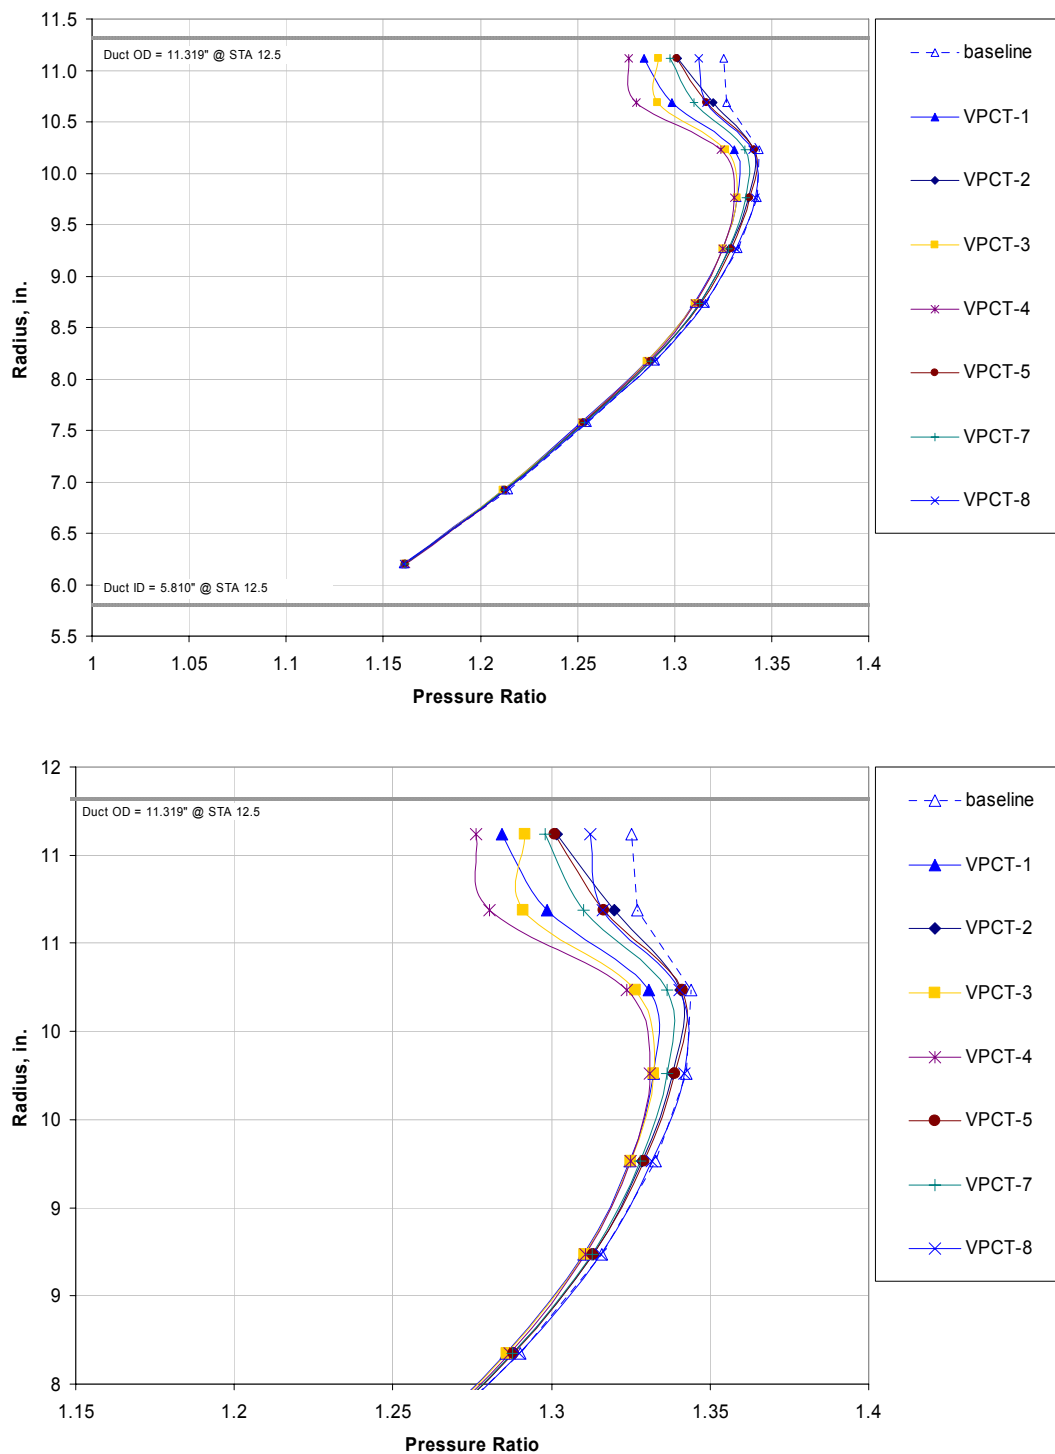 11.5
Duct OD = 11.319" @ STA 12.5
11.0
10.5
10.0
9.5
9.0
8.5
8.0
7.5
7.0
6.5
6.0
Duct ID = 5.810" @ STA 12.5
5.5
Radius, in.
1 1.05 1.1 1.15 1.2 1.25 1.3 1.35 1.4
Pressure Ratio
baseline
VPCT-1
VPCT-2
VPCT-3
VPCT-4
VPCT-5
VPCT-7
VPCT-8
12
Duct OD = 11.319" @ STA 12.5
11
11
10
10
9
9
8
Radius, in.
1.15 1.2 1.25 1.3 1.35 1.4
Pressure Ratio
baseline
VPCT-1
VPCT-2
VPCT-3
VPCT-4
VPCT-5
VPCT-7
VPCT-8